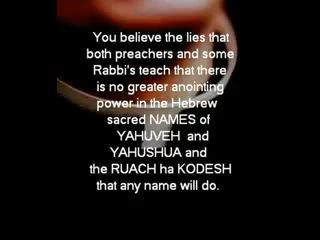 You believe the lies that
both preachers and some
Rabbi's teach that there
is no greater anointing
power in the Hebrew
sacred NAMES of
YAHUVEH and
YAHUSHUA and
the RUACH ha KODESH
that any name will do.